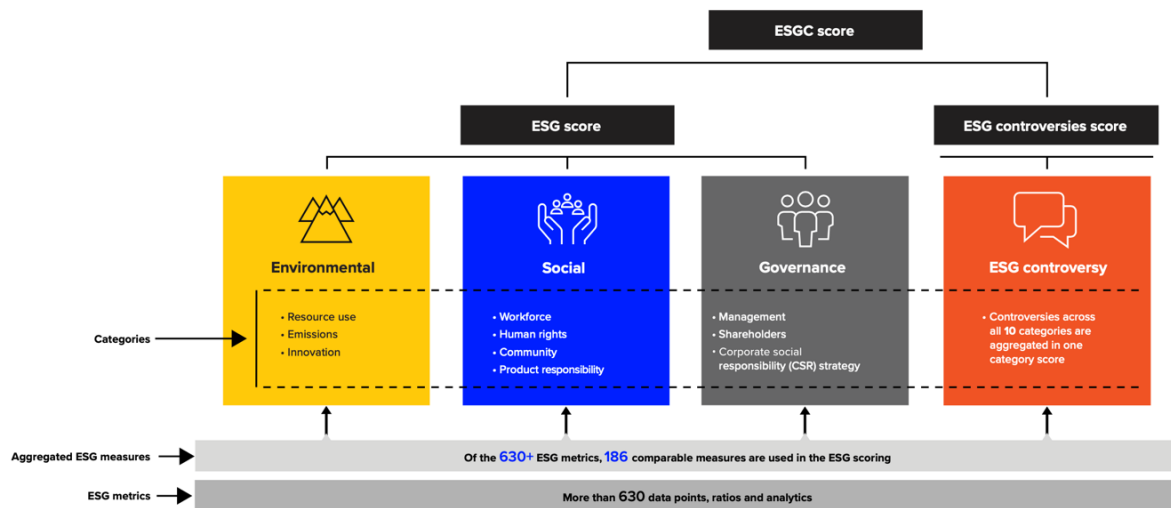 ESGC score
ESG score
ESG controversies score
Environmental
Social
Governance
ESG controversy
Categories
• Resource use
• Emissions
• Innovation
• Workforce
• Human rights
• Community
• Product responsibility
• Management
• Shareholders
• Corporate social
responsibility (CSR) strategy
• Controversies across
all 10 categories are
aggregated in one
category score
Aggregated ESG measures
Of the 630+ ESG metrics, 186 comparable measures are used in the ESG scoring
ESG metrics
More than 630 data points, ratios and analytics